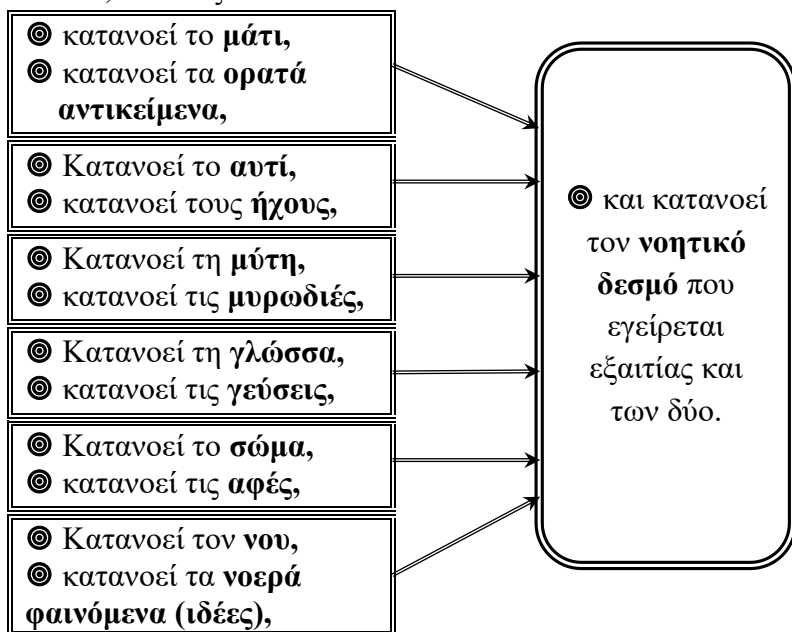 ◎ κατανοεί το μάτι,
◎ κατανοεί τα ορατά
αντικείμενα,
◎ Κατανοεί το αυτί,
◎ κατανοεί τους ήχους,
◎ Κατανοεί τη μύτη,
◎ κατανοεί τις μυρωδιές,
◎ Κατανοεί τη γλώσσα,
◎ κατανοεί τις γεύσεις,
◎ Κατανοεί το σώμα,
◎ κατανοεί τις αφές,
◎ Κατανοεί τον νου,
◎ κατανοεί τα νοερά
φαινόμενα (ιδέες),
◎ και κατανοεί
τον νοητικό
δεσμό που
εγείρεται
εξαιτίας και
των δύο.